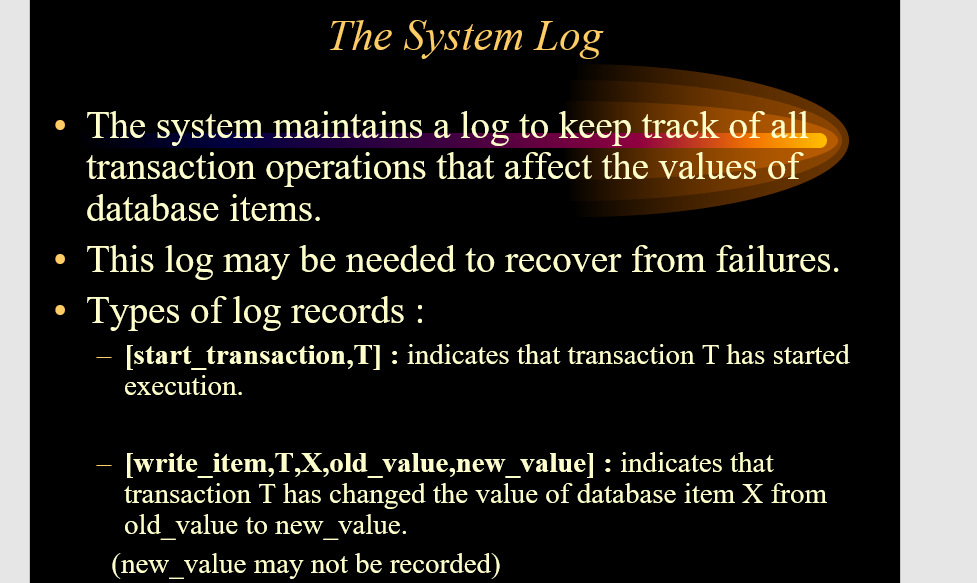 The System Log
• The system maintains a log to keep track of all
transaction operations that affect the values of
database items.
• This log may be needed to recover from failures.
• Types of log records :
– [start_transaction,T] : indicates that transaction T has started
execution.
– [write_item,T,X,old_value,new_value] : indicates that
transaction T has changed the value of database item X from
old_value to new_value.
(new_value may not be recorded)